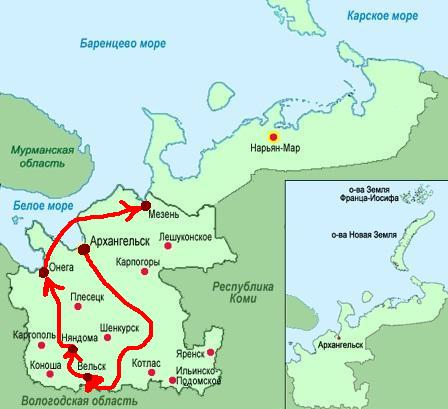 Карское море
Баренцево море
Нарьян-Мар
Мурманская
область
Белое море
Мезень
о-ва Земля
Франца-Иосифа
Архангельск
Лешуконское
о-ва Новая Земля
Онега
Карпогоры
Республика
Коми
Плесецк
Каргополь
Няндома
Шенкурск
Архангельск
Яренск
Коноша
Вельск
Котлас
Ильинско-
Подомское
Вологодская область